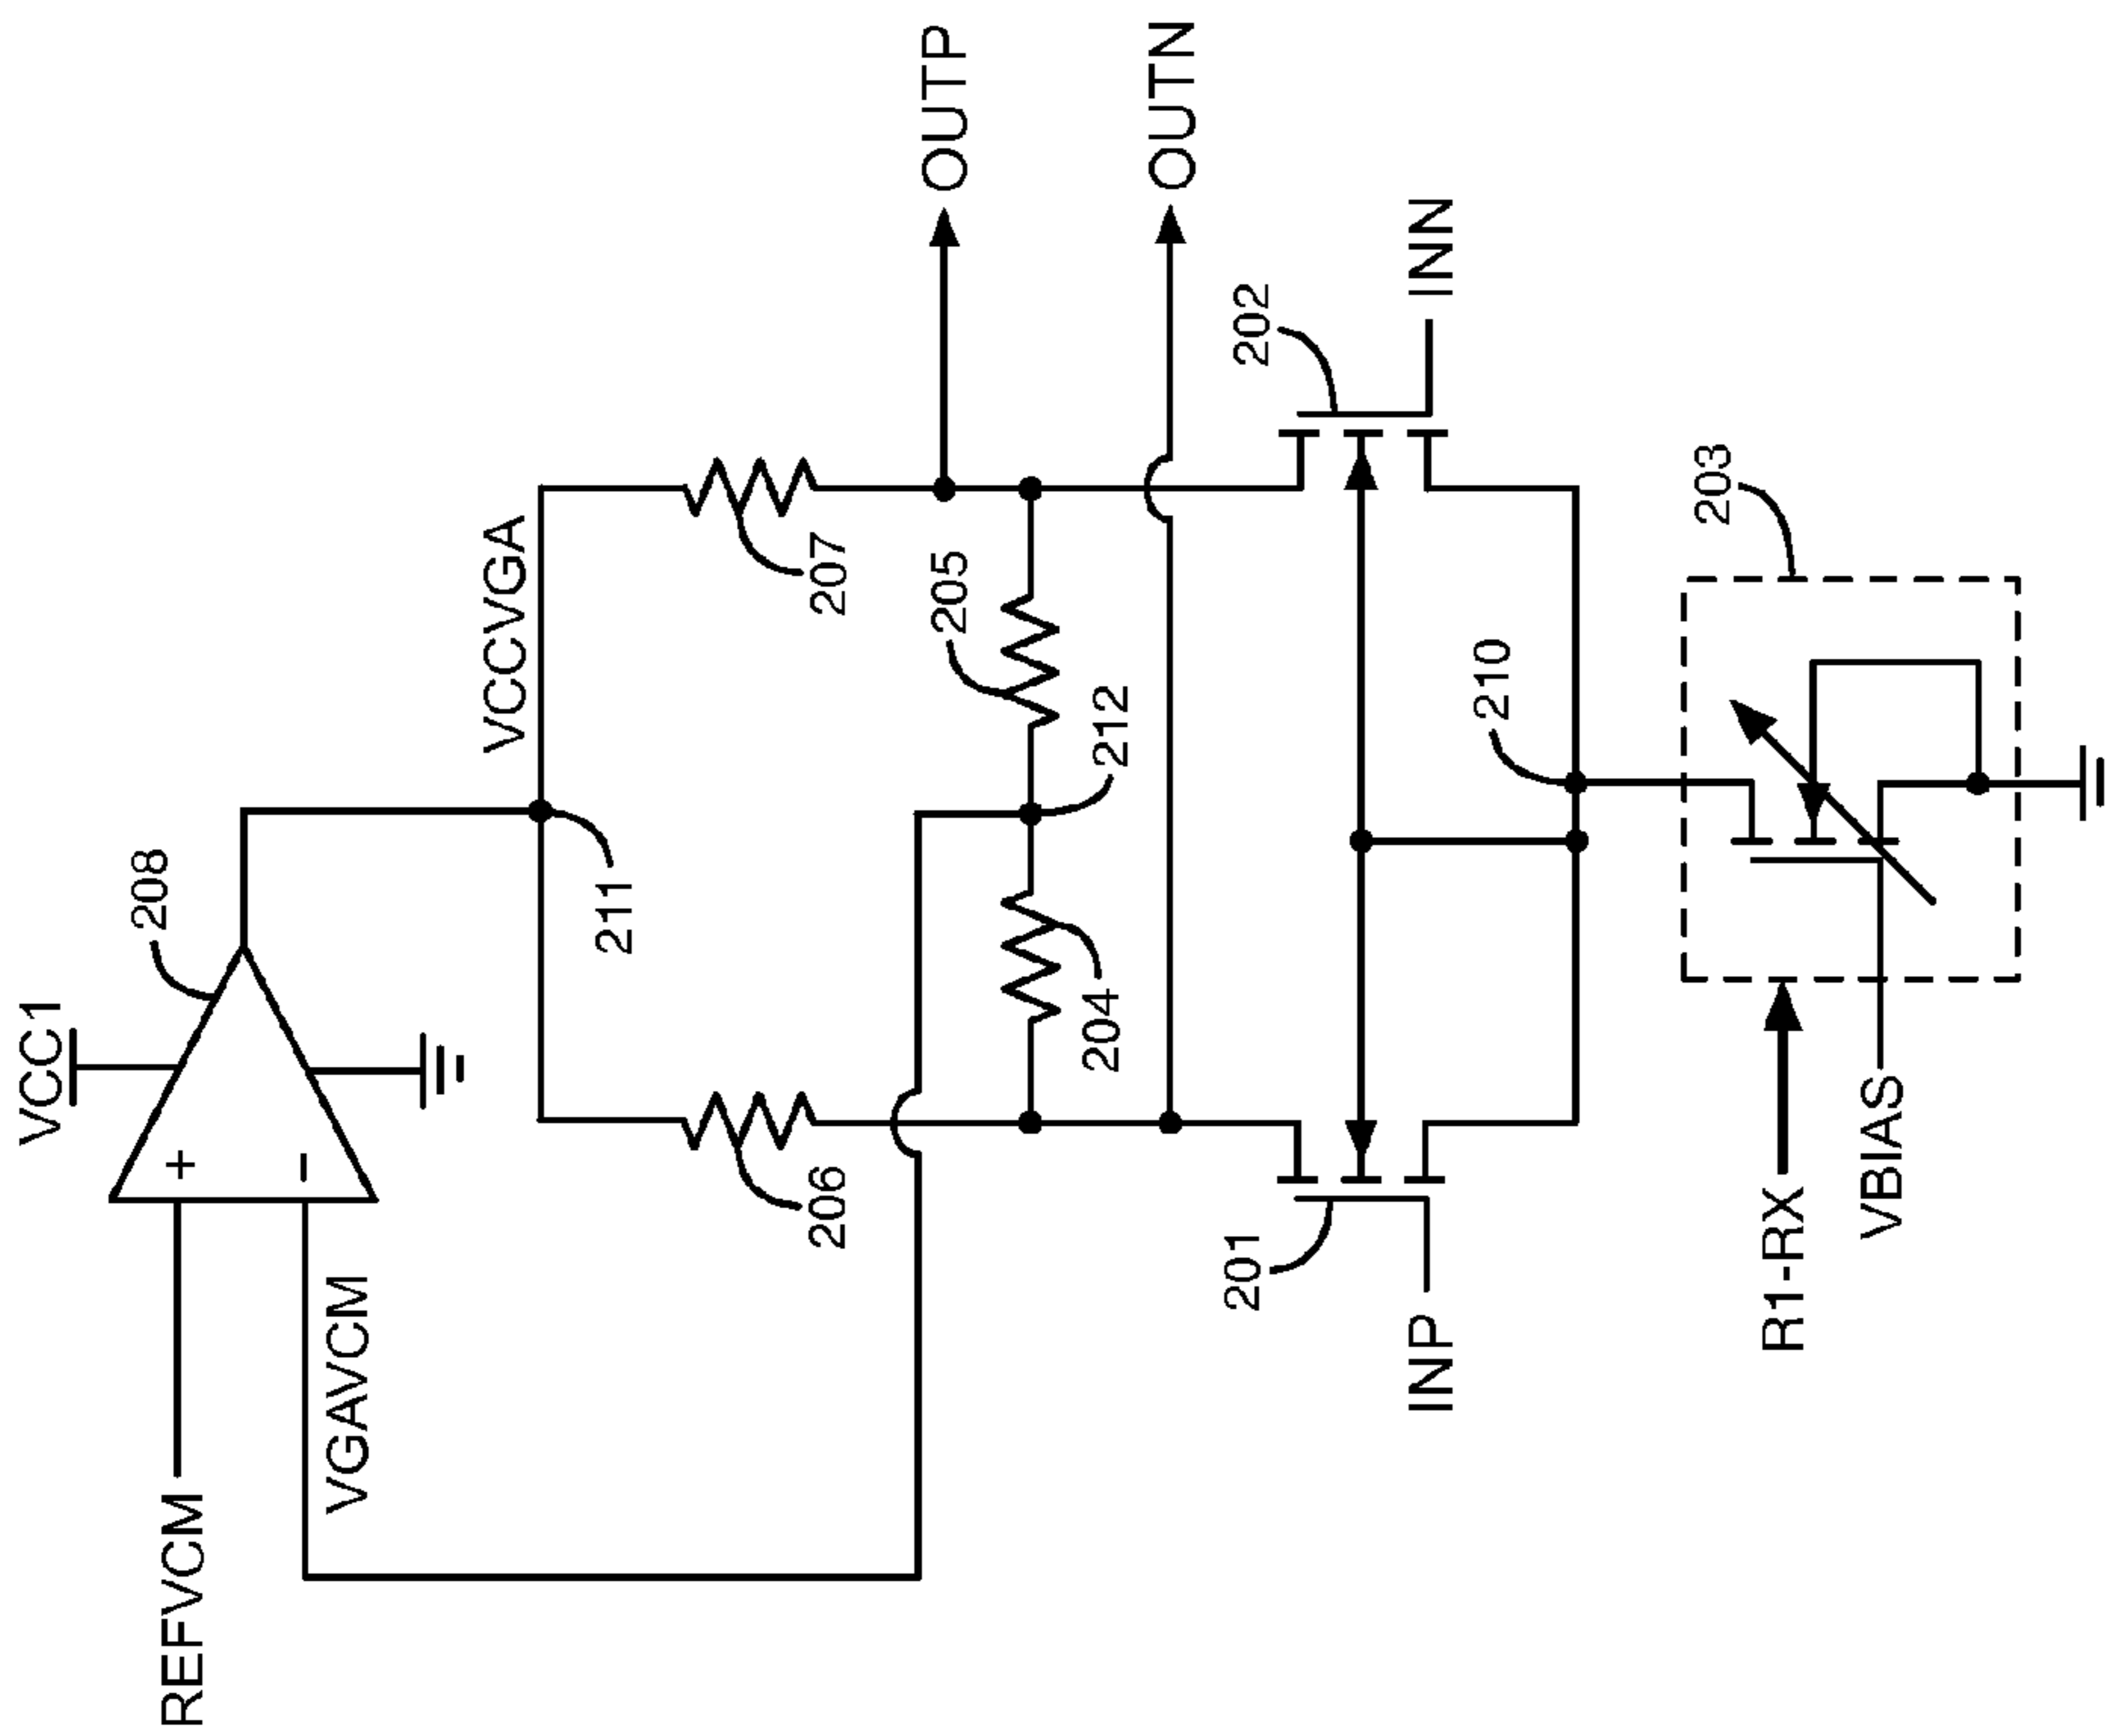 VCC1
208
+
-
REFVCM
VGAVCM
VCCVGA
211
207
206
OUTP
205
212
204
OUTN
202
201
INN
INP
210
203
R1-RX
VBIAS